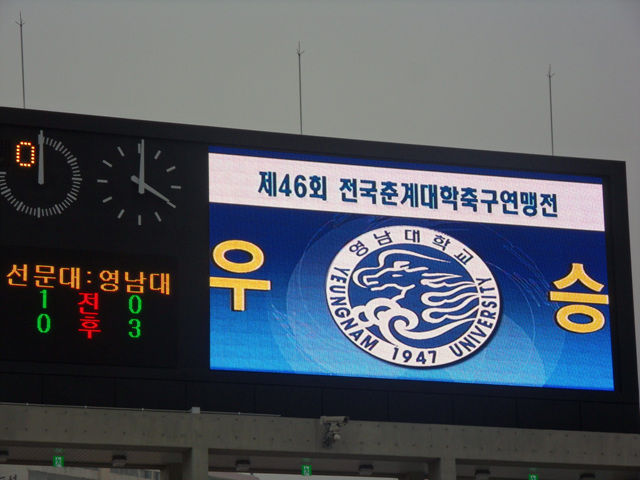 0
선문대:영남대
1 전 0
0 후 3
제46회 전국춘계대학축구연맹전
우 승
영남대학교
YEUNGNAM UNIVERSITY
1947